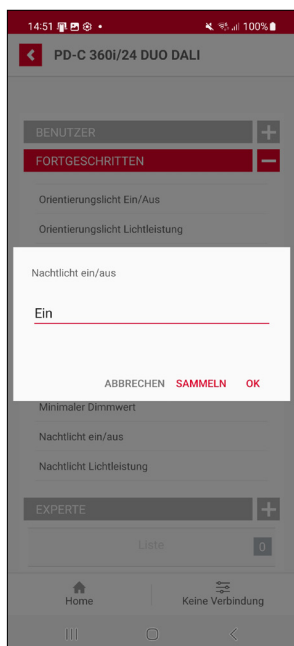 14:51 100%
PD-C 360i/24 DUO DALI
BENUTZER
FORTGESCHRITTEN
Orientierungslicht Ein/Aus
Orientierungslicht Lichtleistung
Nachtlicht ein/aus
Ein
ABBRECHEN SAMMELN OK
Minimaler Dimmwert
Nachtlicht ein/aus
Nachtlicht Lichtleistung
EXPERTE
Liste 0
Home Keine Verbindung